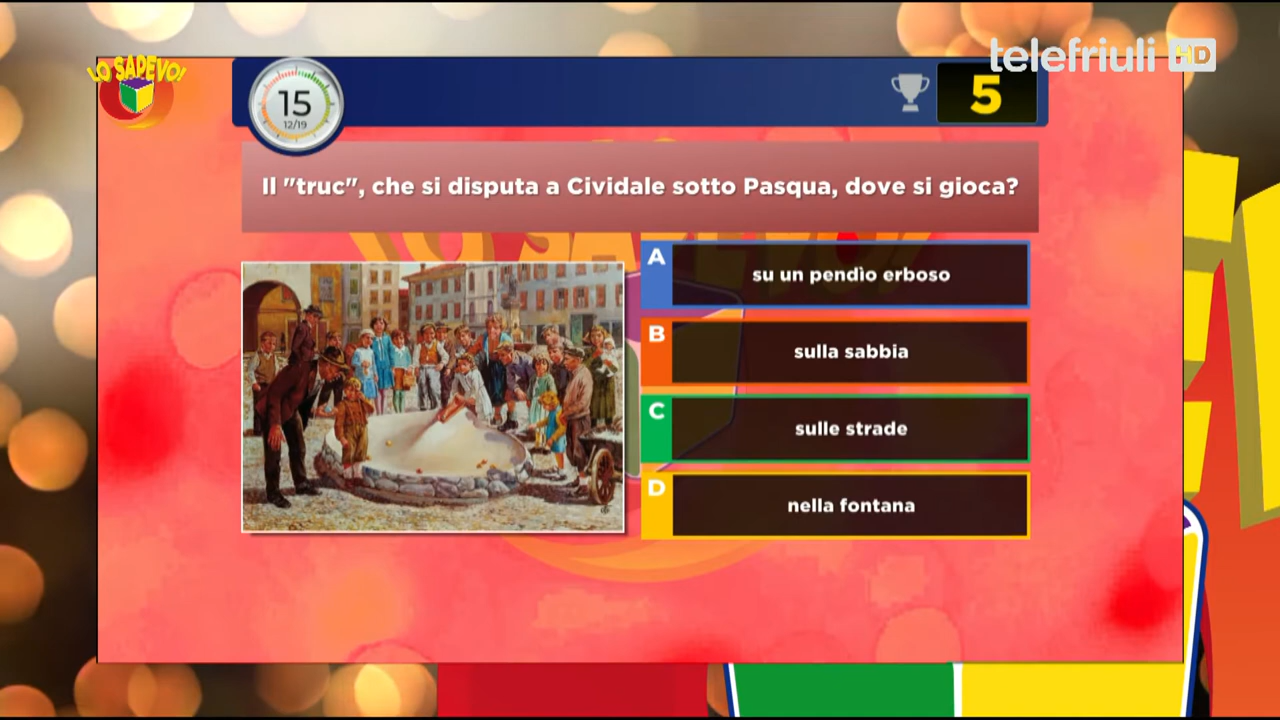 LO SAPEVO!
telefriuli HD
15
12/19
5
Il "truc", che si disputa a Cividale sotto Pasqua, dove si gioca?
A
su un pendìo erboso
B
sulla sabbia
C
sulle strade
D
nella fontana